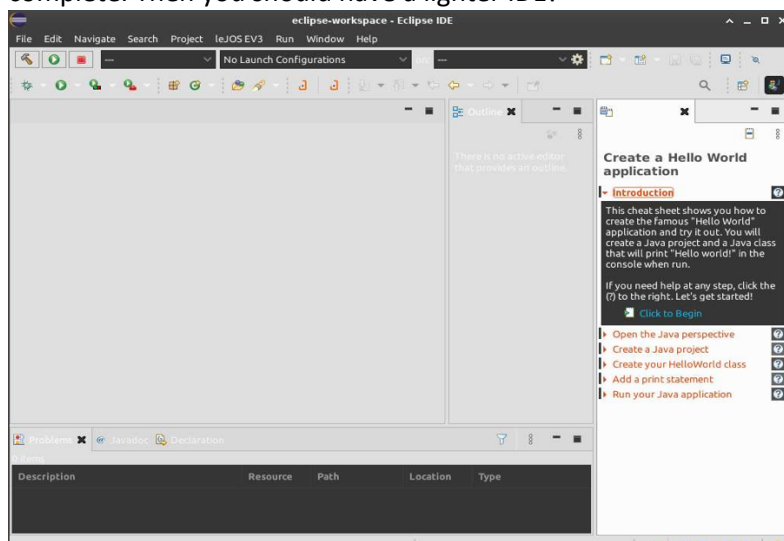 complete. Then you should have a lighter IDE.
eclipse-workspace - Eclipse IDE
File Edit Navigate Search Project leJOS EV3 Run Window Help
--- No Launch Configurations on: ---
Outline
There is no active editor
that provides an outline.
Create a Hello World
application
Introduction
This cheat sheet shows you how to
create the famous "Hello World"
application and try it out. You will
create a Java project and a Java class
that will print "Hello world!" in the
console when run.
If you need help at any step, click the
(?) to the right. Let's get started!
Click to Begin
Open the Java perspective
Create a Java project
Create your HelloWorld class
Add a print statement
Run your Java application
Problems Javadoc Declaration
0 items
Description Resource Path Location Type